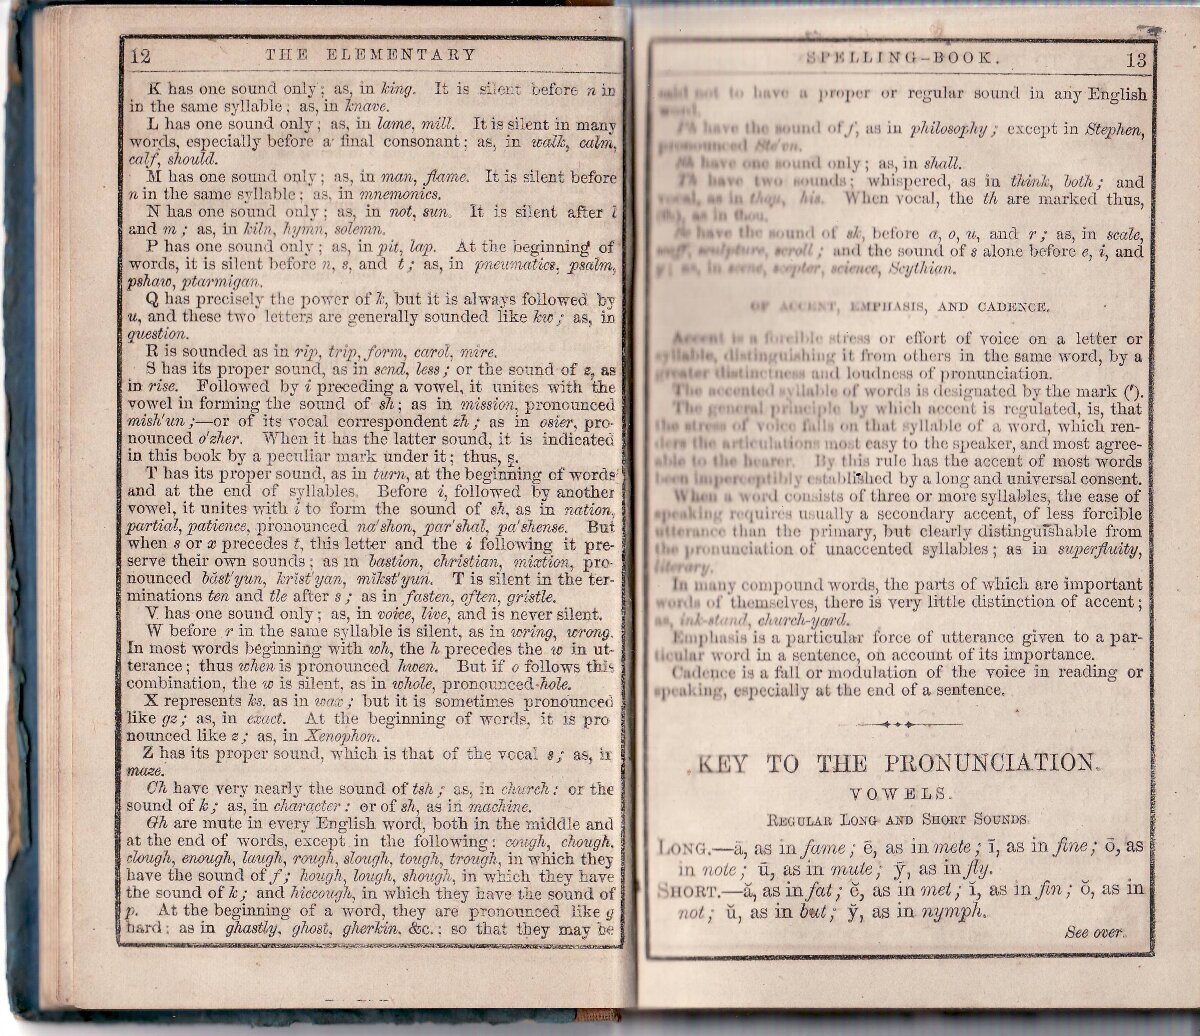 12 THE ELEMENTARY
K has one sound only; as, in king. It is silent before n in
in the same syllable; as, in knave.
L has one sound only; as, in lame, mill. It is silent in many
words, especially before a final consonant; as, in walk, calm,
calf, should.
M has one sound only; as, in man, flame. It is silent before
n in the same syllable; as, in mnemonics.
N has one sound only; as, in not, sun. It is silent after l
and m; as, in kiln, hymn, solemn.
P has one sound only; as, in pit, lap. At the beginning of
words, it is silent before n, s, and t; as, in pneumatics, psalm,
pshaw, ptarmigan.
Q has precisely the power of k, but it is always followed by
u, and these two letters are generally sounded like kw; as, in
question.
R is sounded as in rip, trip, form, carol, mire.
S has its proper sound, as in send, less; or the sound of z, as
in rise. Followed by i preceding a vowel, it unites with the
vowel in forming the sound of sh; as in mission, pronounced
mish'un;—or of its vocal correspondent zh; as in osier, pro-
nounced o'zher. When it has the latter sound, it is indicated
in this book by a peculiar mark under it; thus, s̨.
T has its proper sound, as in turn, at the beginning of words
and at the end of syllables. Before i, followed by another
vowel, it unites with i to form the sound of sh, as in nation,
partial, patience, pronounced na'shon, par'shal, pa'shense. But
when s or x precedes t, this letter and the i following it pre-
serve their own sounds; as in bastion, christian, mixtion, pro-
nounced băst'yun, krist'yan, mikst'yun. T is silent in the ter-
minations ten and tle after s; as in fasten, often, gristle.
V has one sound only; as, in voice, live, and is never silent.
W before r in the same syllable is silent, as in wring, wrong.
In most words beginning with wh, the h precedes the w in ut-
terance; thus when is pronounced hwen. But if o follows this
combination, the w is silent, as in whole, pronounced hole.
X represents ks, as in wax; but it is sometimes pronounced
like gz; as, in exact. At the beginning of words, it is pro
nounced like z; as, in Xenophon.
Z has its proper sound, which is that of the vocal s; as, in
maze.
Ch have very nearly the sound of tsh; as, in church: or the
sound of k; as, in character: or of sh, as in machine.
Gh are mute in every English word, both in the middle and
at the end of words, except in the following: cough, chough,
clough, enough, laugh, rough, slough, tough, trough, in which they
have the sound of f; hough, lough, shough, in which they have
the sound of k; and hiccough, in which they have the sound of
p. At the beginning of a word, they are pronounced like g
hard; as in ghastly, ghost, gherkin, &c.: so that they may be
SPELLING-BOOK. 13
said not to have a proper or regular sound in any English
word.
Ph have the sound of f, as in philosophy; except in Stephen,
pronounced Ste'vn.
Sh have one sound only; as, in shall.
Th have two sounds; whispered, as in think, both; and
vocal, as in thou, his. When vocal, the th are marked thus,
(th), as in thou.
Sc have the sound of sk, before a, o, u, and r; as, in scale,
scoff, sculpture, scroll; and the sound of s alone before e, i, and
y; as, in scene, scepter, science, Scythian.
OF ACCENT, EMPHASIS, AND CADENCE.
Accent is a forcible stress or effort of voice on a letter or
syllable, distinguishing it from others in the same word, by a
greater distinctness and loudness of pronunciation.
The accented syllable of words is designated by the mark (').
The general principle by which accent is regulated, is, that
the stress of voice falls on that syllable of a word, which ren-
ders the articulations most easy to the speaker, and most agree-
able to the hearer. By this rule has the accent of most words
been imperceptibly established by a long and universal consent.
When a word consists of three or more syllables, the ease of
speaking requires usually a secondary accent, of less forcible
utterance than the primary, but clearly distinguishable from
the pronunciation of unaccented syllables; as in superfluity,
literary.
In many compound words, the parts of which are important
words of themselves, there is very little distinction of accent;
as, ink-stand, church-yard.
Emphasis is a particular force of utterance given to a par-
ticular word in a sentence, on account of its importance.
Cadence is a fall or modulation of the voice in reading or
speaking, especially at the end of a sentence.
KEY TO THE PRONUNCIATION.
VOWELS.
REGULAR LONG AND SHORT SOUNDS
LONG.—ā, as in fame; ē, as in mete; ī, as in fine; ō, as
in note; ū, as in mute; ȳ, as in fly.
SHORT.—ă, as in fat; ĕ, as in met; ĭ, as in fin; ŏ, as in
not; ŭ, as in but; y̆, as in nymph.
See over.